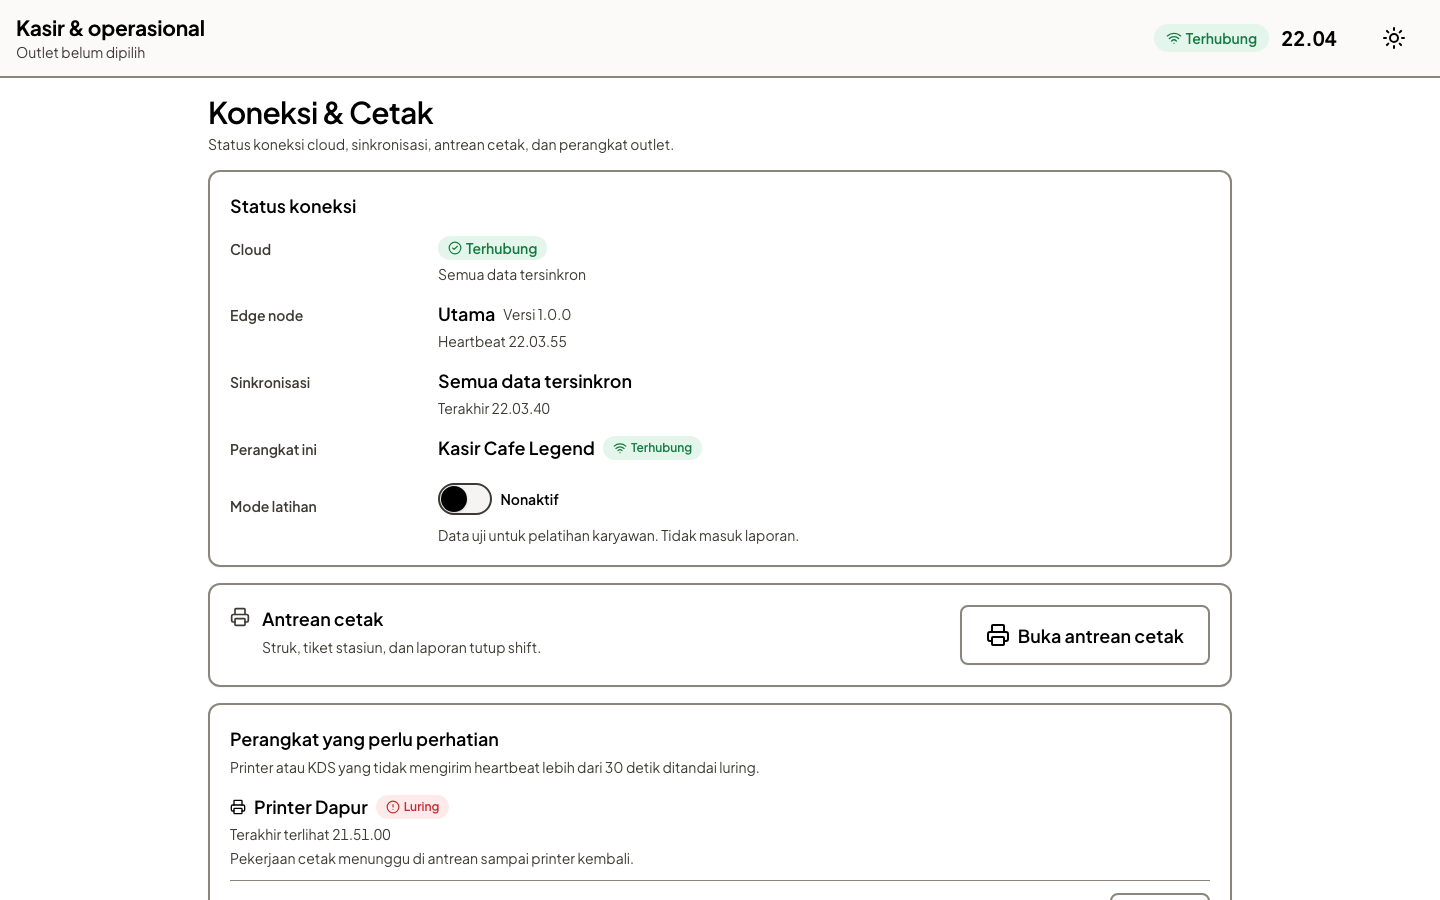 Kasir & operasional
Outlet belum dipilih
Terhubung
22.04
Koneksi & Cetak
Status koneksi cloud, sinkronisasi, antrean cetak, dan perangkat outlet.
Status koneksi
Cloud
Terhubung
Semua data tersinkron
Edge node
Utama Versi 1.0.0
Heartbeat 22.03.55
Sinkronisasi
Semua data tersinkron
Terakhir 22.03.40
Perangkat ini
Kasir Cafe Legend Terhubung
Mode latihan
Nonaktif
Data uji untuk pelatihan karyawan. Tidak masuk laporan.
Antrean cetak
Struk, tiket stasiun, dan laporan tutup shift.
Buka antrean cetak
Perangkat yang perlu perhatian
Printer atau KDS yang tidak mengirim heartbeat lebih dari 30 detik ditandai luring.
Printer Dapur Luring
Terakhir terlihat 21.51.00
Pekerjaan cetak menunggu di antrean sampai printer kembali.